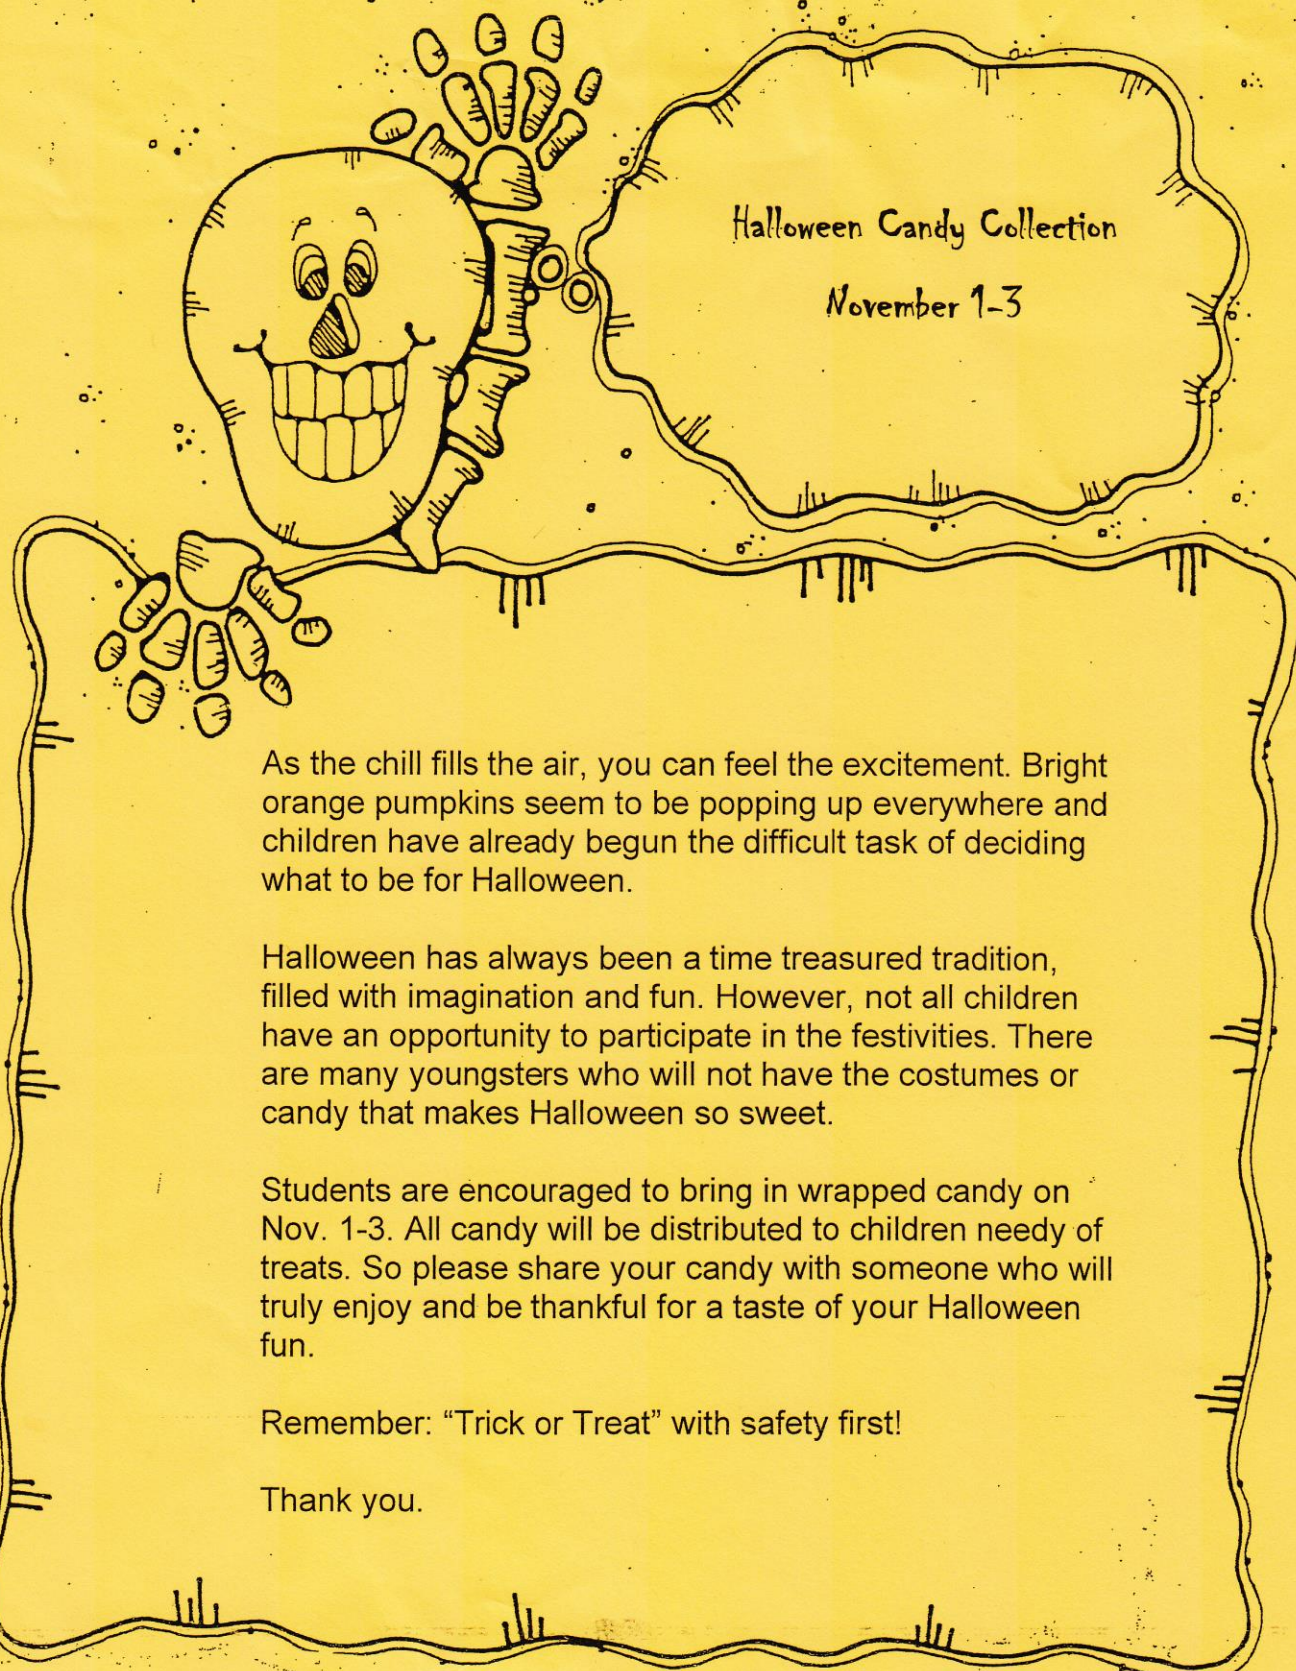 Halloween Candy Collection
November 1-3
As the chill fills the air, you can feel the excitement. Bright
orange pumpkins seem to be popping up everywhere and
children have already begun the difficult task of deciding
what to be for Halloween.
Halloween has always been a time treasured tradition,
filled with imagination and fun. However, not all children
have an opportunity to participate in the festivities. There
are many youngsters who will not have the costumes or
candy that makes Halloween so sweet.
Students are encouraged to bring in wrapped candy on
Nov. 1-3. All candy will be distributed to children needy of
treats. So please share your candy with someone who will
truly enjoy and be thankful for a taste of your Halloween
fun.
Remember: “Trick or Treat” with safety first!
Thank you.